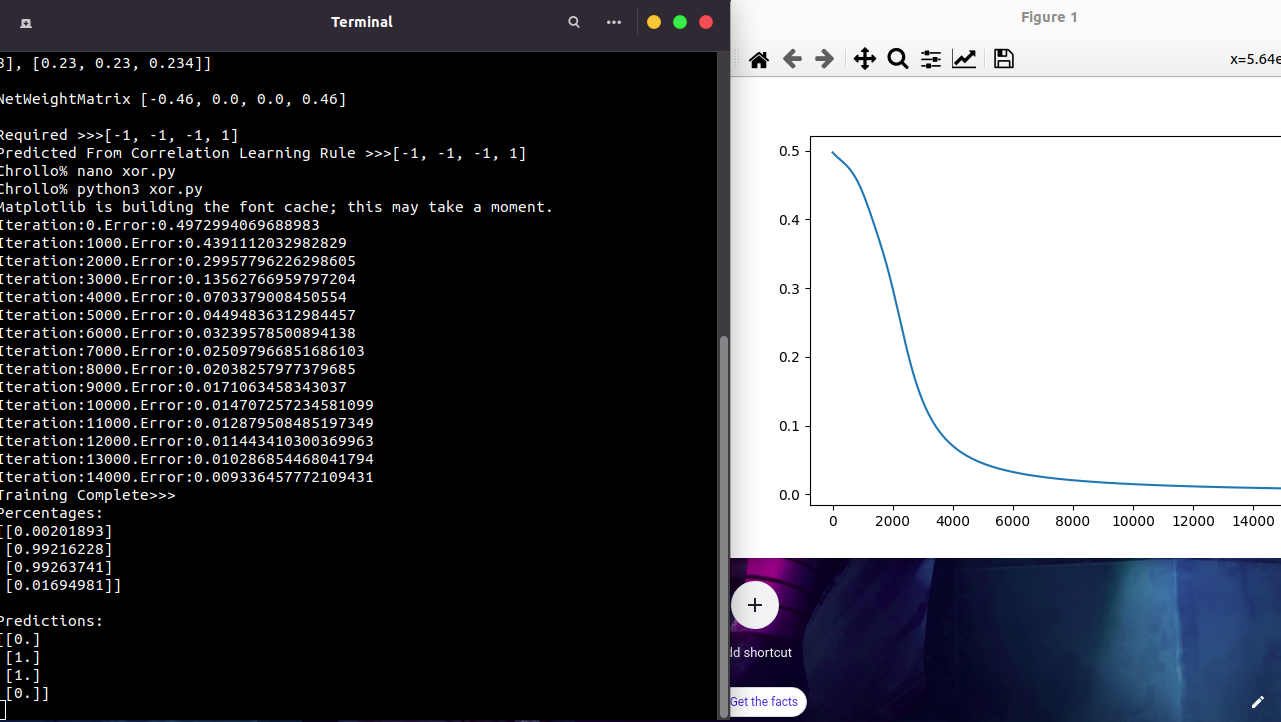 Terminal
3], [0.23, 0.23, 0.234]]
NetWeightMatrix [-0.46, 0.0, 0.0, 0.46]
Required >>>[-1, -1, -1, 1]
Predicted From Correlation Learning Rule >>>[-1, -1, -1, 1]
Chrollo% nano xor.py
Chrollo% python3 xor.py
Matplotlib is building the font cache; this may take a moment.
Iteration:0.Error:0.4972994069688983
Iteration:1000.Error:0.4391112032982829
Iteration:2000.Error:0.29957796226298605
Iteration:3000.Error:0.13562766959797204
Iteration:4000.Error:0.0703379008450554
Iteration:5000.Error:0.04494836312984457
Iteration:6000.Error:0.03239578500894138
Iteration:7000.Error:0.025097966851686103
Iteration:8000.Error:0.02038257977379685
Iteration:9000.Error:0.0171063458343037
Iteration:10000.Error:0.014707257234581099
Iteration:11000.Error:0.012879508485197349
Iteration:12000.Error:0.011443410300369963
Iteration:13000.Error:0.010286854468041794
Iteration:14000.Error:0.009336457772109431
Training Complete>>>
Percentages:
[[0.00201893]
[0.99216228]
[0.99263741]
[0.01694981]]
Predictions:
[[0.]
[1.]
[1.]
[0.]]
Figure 1
x=5.64e
0.5
0.4
0.3
0.2
0.1
0.0
0 2000 4000 6000 8000 10000 12000 14000
dd shortcut
Get the facts